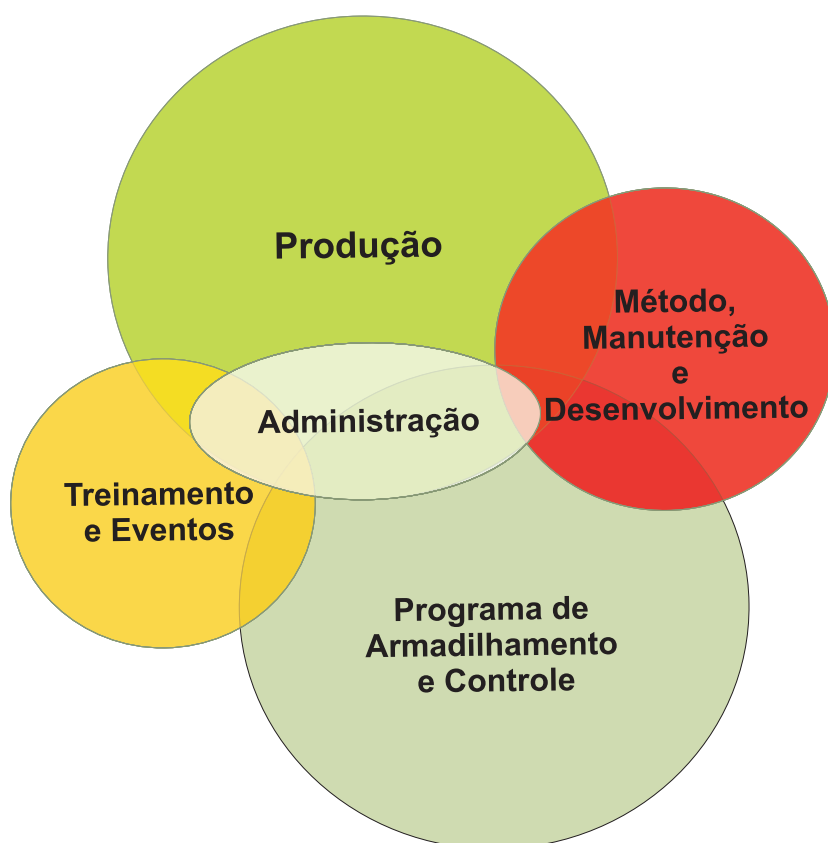 Produção
Método,
Manutenção
e
Desenvolvimento
Administração
Treinamento
e Eventos
Programa de
Armadilhamento
e Controle